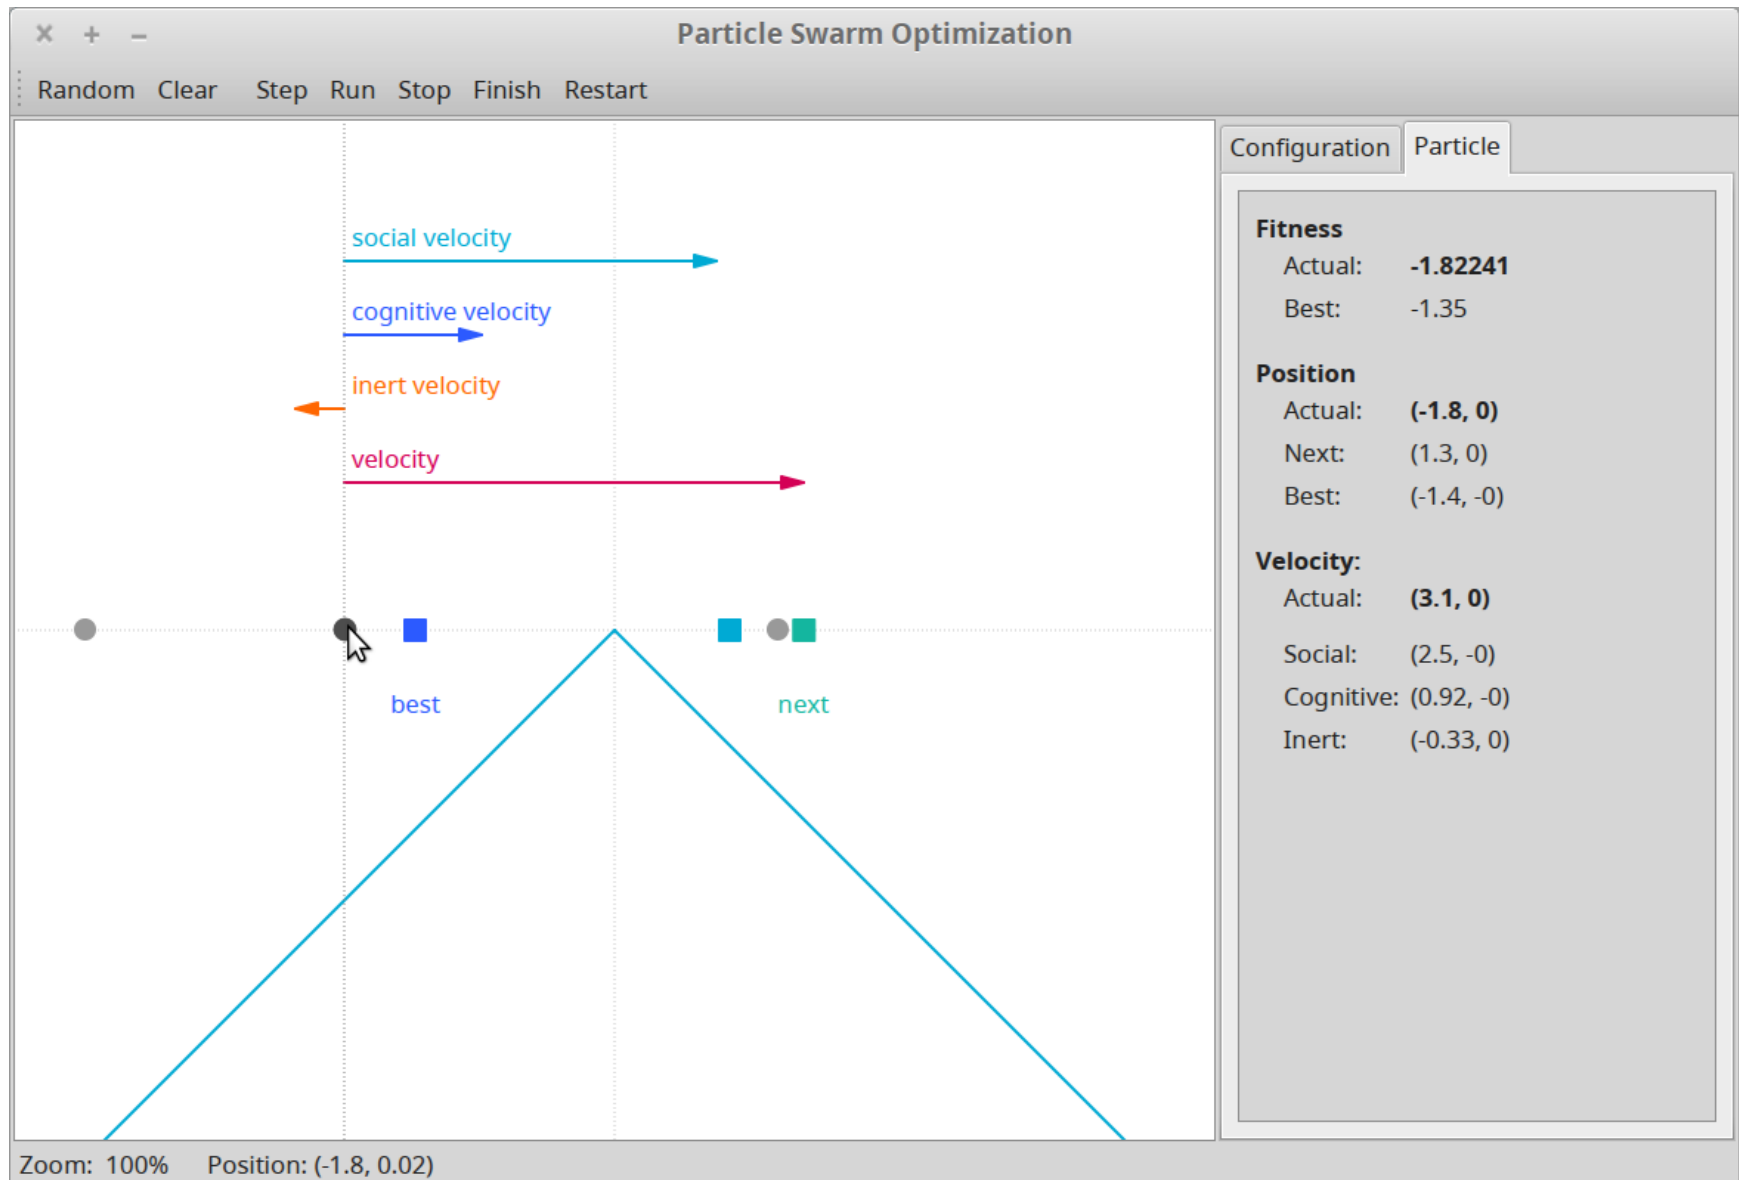 Particle Swarm Optimization
Random Clear Step Run Stop Finish Restart
Configuration Particle
social velocity
cognitive velocity
inert velocity
velocity
best
next
Fitness
Actual: -1.82241
Best: -1.35
Position
Actual: (-1.8, 0)
Next: (1.3, 0)
Best: (-1.4, -0)
Velocity:
Actual: (3.1, 0)
Social: (2.5, -0)
Cognitive: (0.92, -0)
Inert: (-0.33, 0)
Zoom: 100% Position: (-1.8, 0.02)